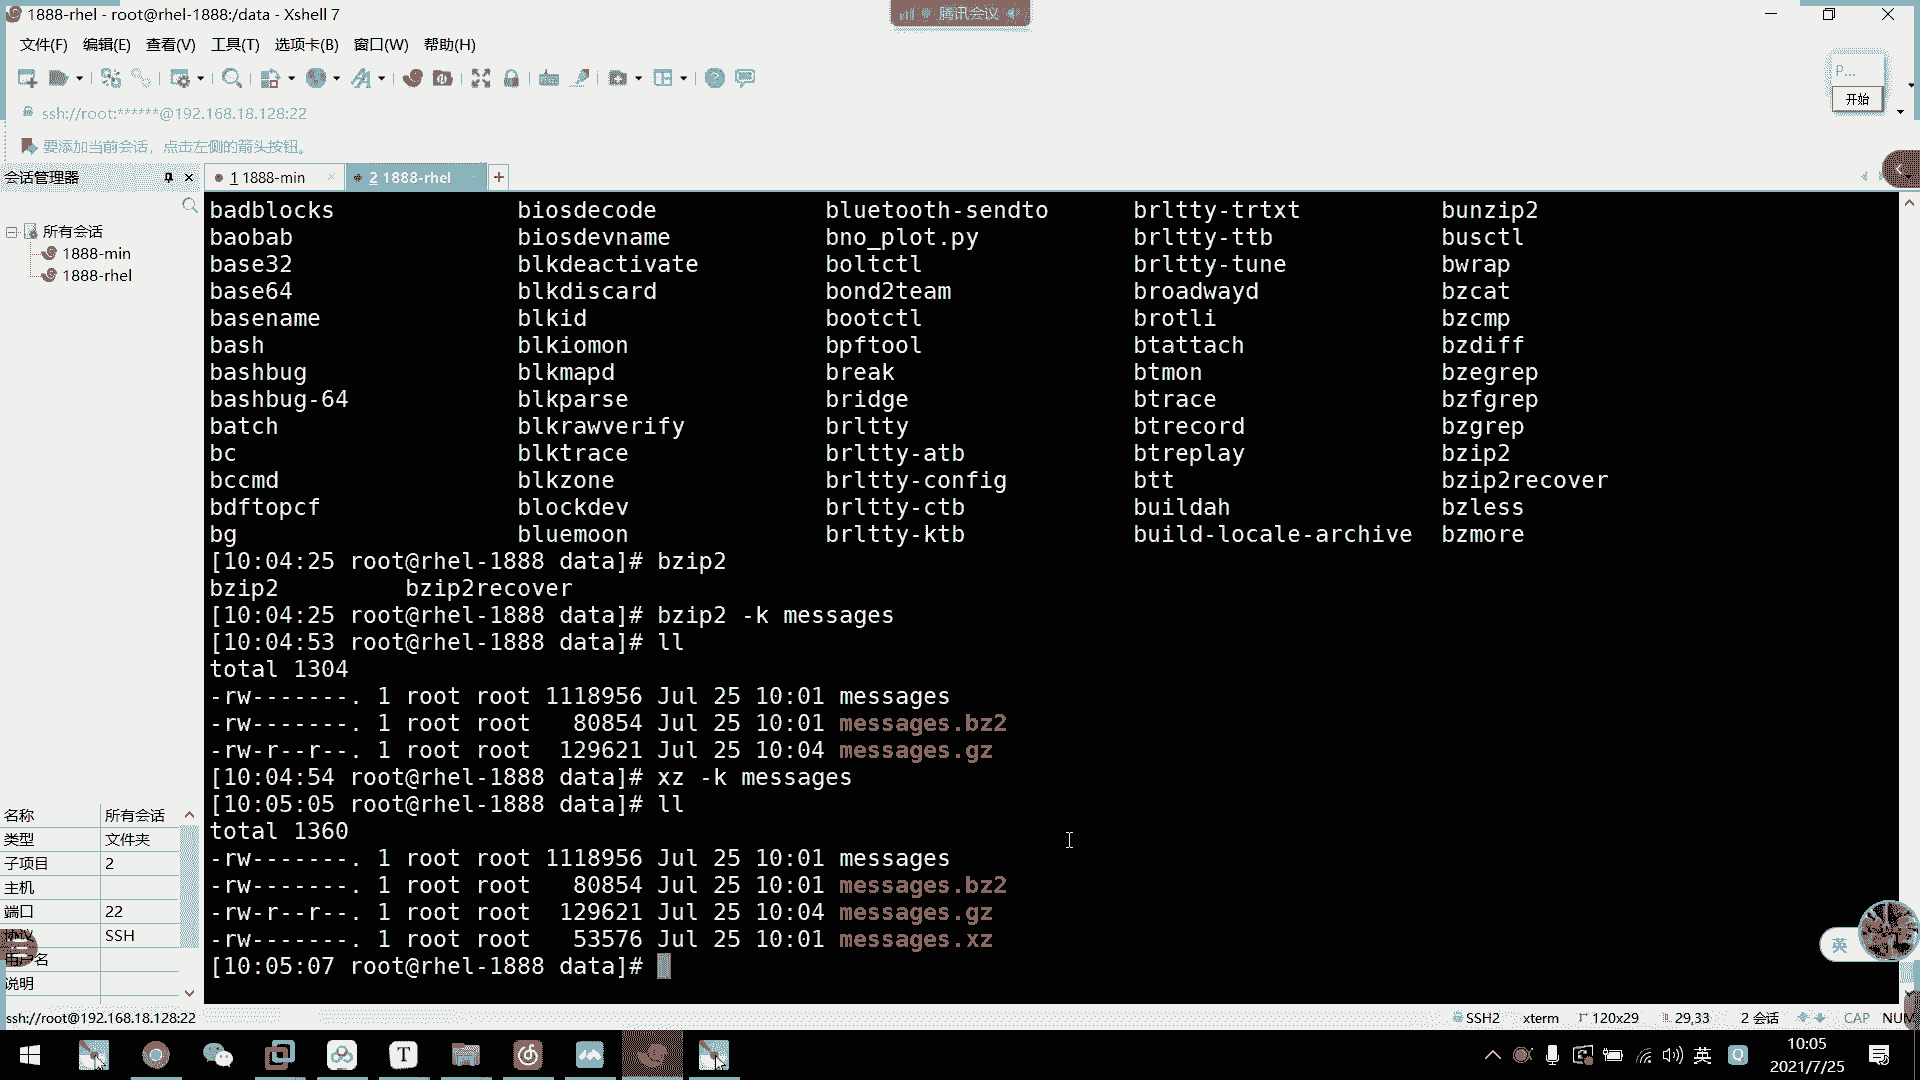 1888-rhel - root@rhel-1888:/data - Xshell 7
腾讯会议
文件(F) 编辑(E) 查看(V) 工具(T) 选项卡(B) 窗口(W) 帮助(H)
P...
开始
ssh://root:******@192.168.18.128:22
要添加当前会话，点击左侧的箭头按钮。
会话管理器
1 1888-min
2 1888-rhel
所有会话
1888-min
1888-rhel
badblocks biosdecode bluetooth-sendto brltty-trtxt bunzip2
baobab biosdevname bno_plot.py brltty-ttb busctl
base32 blkdeactivate boltctl brltty-tune bwrap
base64 blkdiscard bond2team broadwayd bzcat
basename blkid bootctl brotli bzcmp
bash blkiomon bpftool btattach bzdiff
bashbug blkmapd break btmon bzegrep
bashbug-64 blkparse bridge btrace bzfgrep
batch blkrawverify brltty btrecord bzgrep
bc blktrace brltty-atb btreplay bzip2
bccmd blkzone brltty-config btt bzip2recover
bdftopcf blockdev brltty-ctb buildah bzless
bg bluemoon brltty-ktb build-locale-archive bzmore
[10:04:25 root@rhel-1888 data]# bzip2
bzip2 bzip2recover
[10:04:25 root@rhel-1888 data]# bzip2 -k messages
[10:04:53 root@rhel-1888 data]# ll
total 1304
-rw-------. 1 root root 1118956 Jul 25 10:01 messages
-rw-------. 1 root root 80854 Jul 25 10:01 messages.bz2
-rw-r--r--. 1 root root 129621 Jul 25 10:04 messages.gz
[10:04:54 root@rhel-1888 data]# xz -k messages
[10:05:05 root@rhel-1888 data]# ll
total 1360
-rw-------. 1 root root 1118956 Jul 25 10:01 messages
-rw-------. 1 root root 80854 Jul 25 10:01 messages.bz2
-rw-r--r--. 1 root root 129621 Jul 25 10:04 messages.gz
-rw-------. 1 root root 53576 Jul 25 10:01 messages.xz
[10:05:07 root@rhel-1888 data]#
名称 所有会话
类型 文件夹
子项目 2
主机
端口 22
协议 SSH
用户名
说明
英
ssh://root@192.168.18.128:22
SSH2 xterm 120x29 29,33 2 会话 CAP NUM
T
英
Q
10:05
2021/7/25